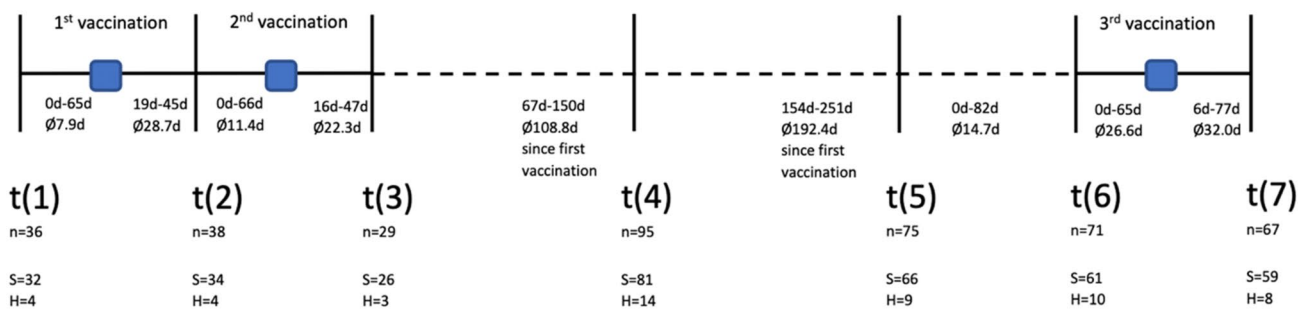 1st vaccination 2nd vaccination 3rd vaccination
0d-65d 19d-45d 0d-66d 16d-47d 67d-150d 154d-251d 0d-82d 0d-65d 6d-77d
Ø7.9d Ø28.7d Ø11.4d Ø22.3d Ø108.8d Ø192.4d Ø14.7d Ø26.6d Ø32.0d
since first since first
vaccination vaccination
t(1) t(2) t(3) t(4) t(5) t(6) t(7)
n=36 n=38 n=29 n=95 n=75 n=71 n=67
S=32 S=34 S=26 S=81 S=66 S=61 S=59
H=4 H=4 H=3 H=14 H=9 H=10 H=8